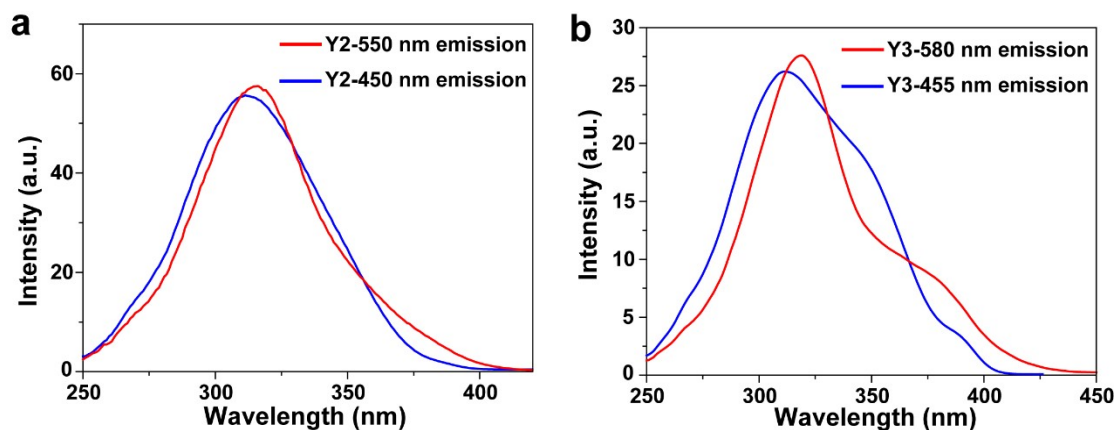 a
Y2-550 nm emission
Y2-450 nm emission
Intensity (a.u.)
60
40
20
0
250
300
350
400
Wavelength (nm)
b
Y3-580 nm emission
Y3-455 nm emission
Intensity (a.u.)
30
25
20
15
10
5
0
250
300
350
400
450
Wavelength (nm)